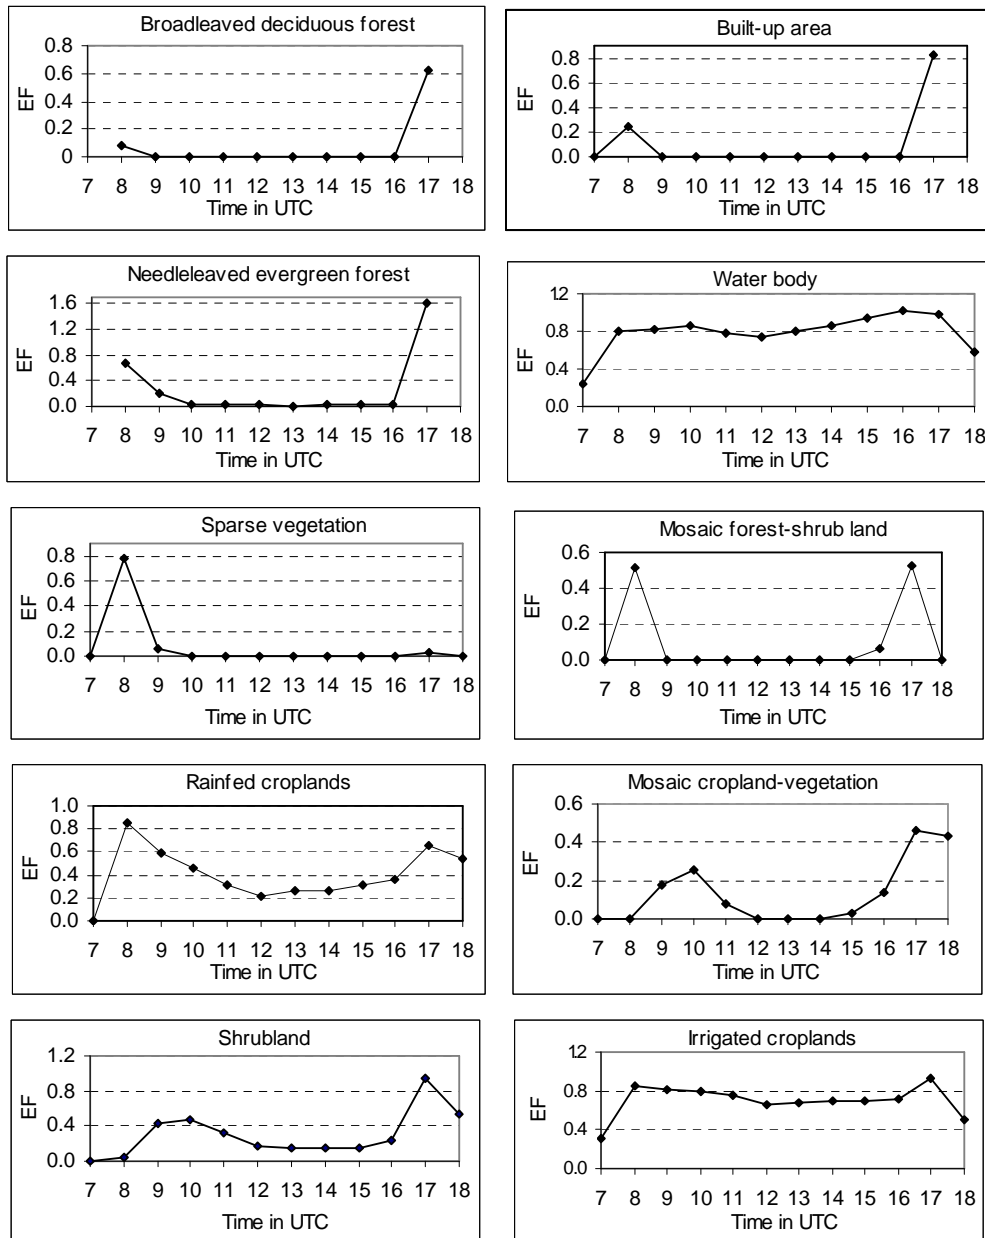 Broadleaved deciduous forest
0.8
0.6
0.4
0.2
0
EF
7 8 9 10 11 12 13 14 15 16 17 18
Time in UTC
Built-up area
0.8
0.6
0.4
0.2
0.0
EF
7 8 9 10 11 12 13 14 15 16 17 18
Time in UTC
Needleleaved evergreen forest
1.6
1.2
0.8
0.4
0.0
EF
7 8 9 10 11 12 13 14 15 16 17 18
Time in UTC
Water body
12
0.8
0.4
0.0
EF
7 8 9 10 11 12 13 14 15 16 17 18
Time in UTC
Sparse vegetation
0.8
0.6
0.4
0.2
0.0
EF
7 8 9 10 11 12 13 14 15 16 17 18
Time in UTC
Mosaic forest-shrub land
0.6
0.4
0.2
0.0
EF
7 8 9 10 11 12 13 14 15 16 17 18
Time in UTC
Rainfed croplands
1.0
0.8
0.6
0.4
0.2
0.0
EF
7 8 9 10 11 12 13 14 15 16 17 18
Time in UTC
Mosaic cropland-vegetation
0.6
0.4
0.2
0.0
EF
7 8 9 10 11 12 13 14 15 16 17 18
Time in UTC
Shrubland
1.2
0.8
0.4
0.0
EF
7 8 9 10 11 12 13 14 15 16 17 18
Time in UTC
Irrigated croplands
12
0.8
0.4
0.0
EF
7 8 9 10 11 12 13 14 15 16 17 18
Time in UTC